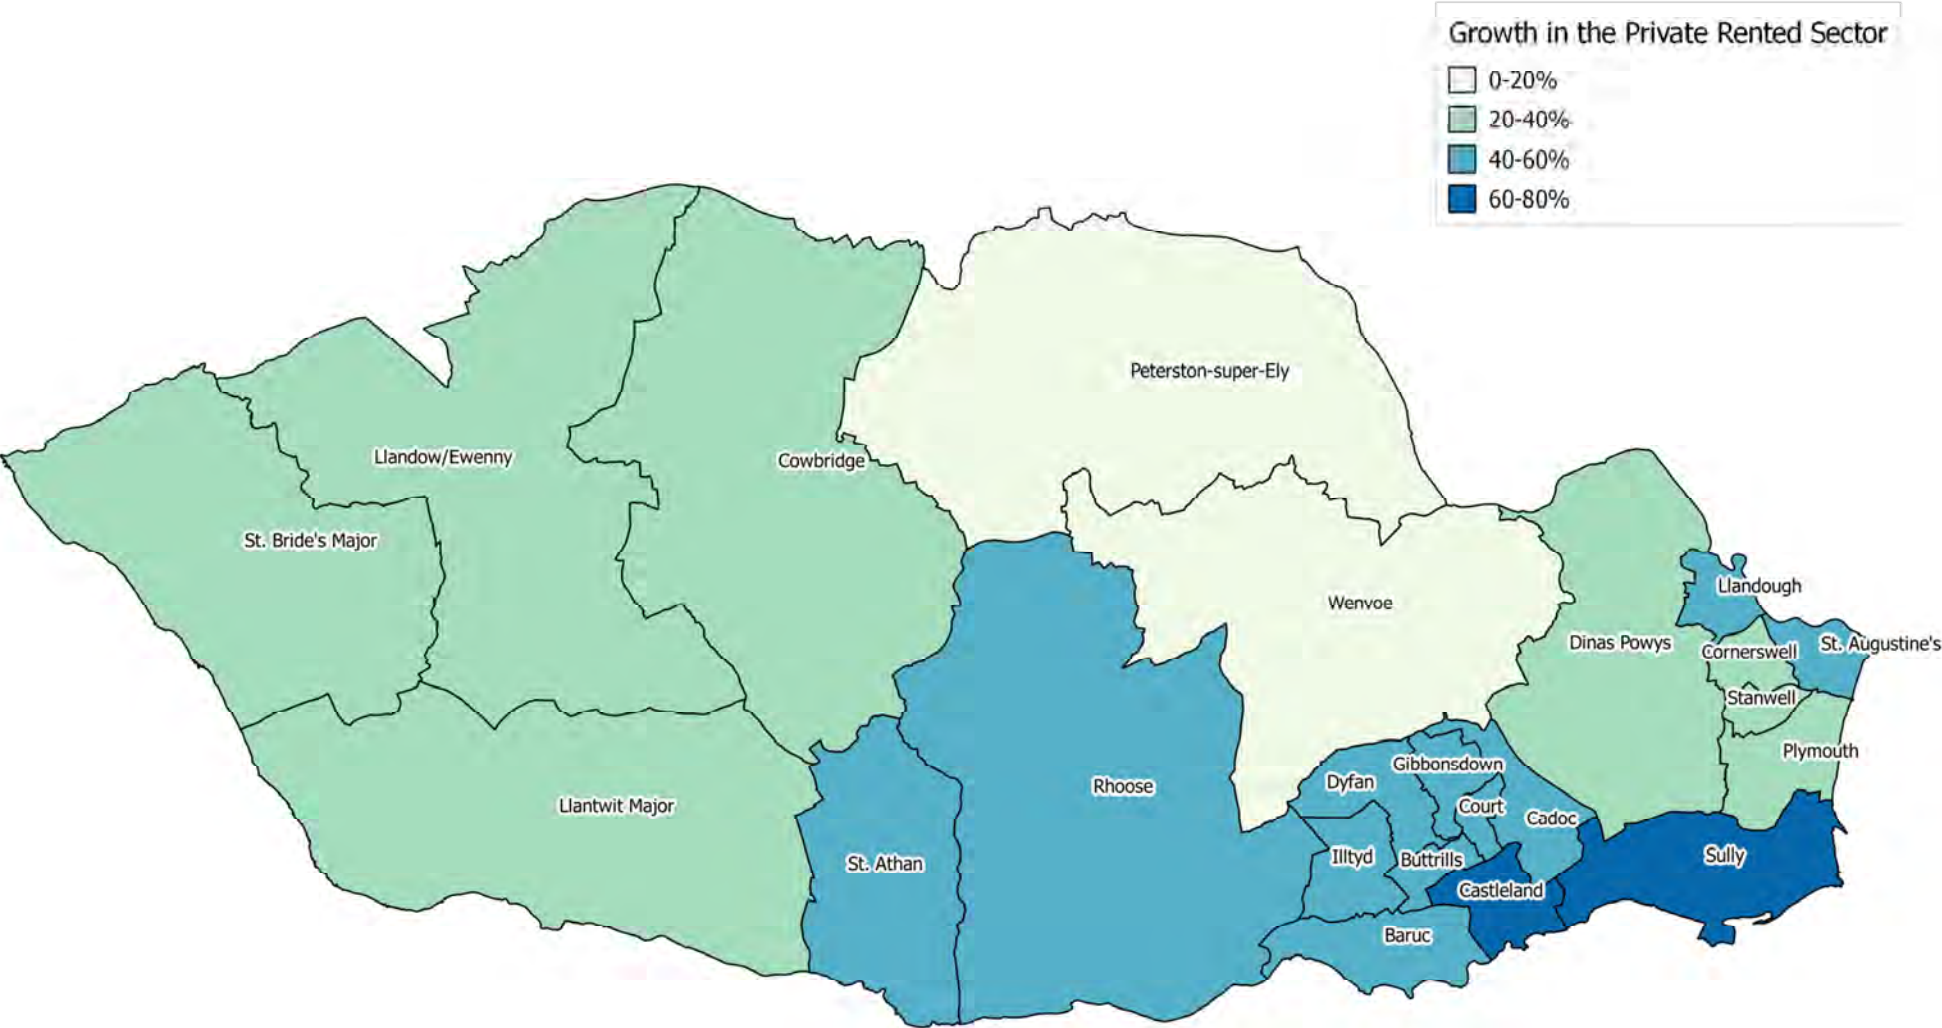 Growth in the Private Rented Sector
0-20%
20-40%
40-60%
60-80%
Peterston-super-Ely
Llandow/Ewenny
Cowbridge
St. Bride's Major
Llandough
Wenvoe
Dinas Powys
Cornerswell
St. Augustine's
Stanwell
Plymouth
Gibbonsdown
Dyfan
Rhoose
Llantwit Major
Court
Cadoc
St. Athan
Illtyd
Buttrills
Sully
Castleland
Baruc